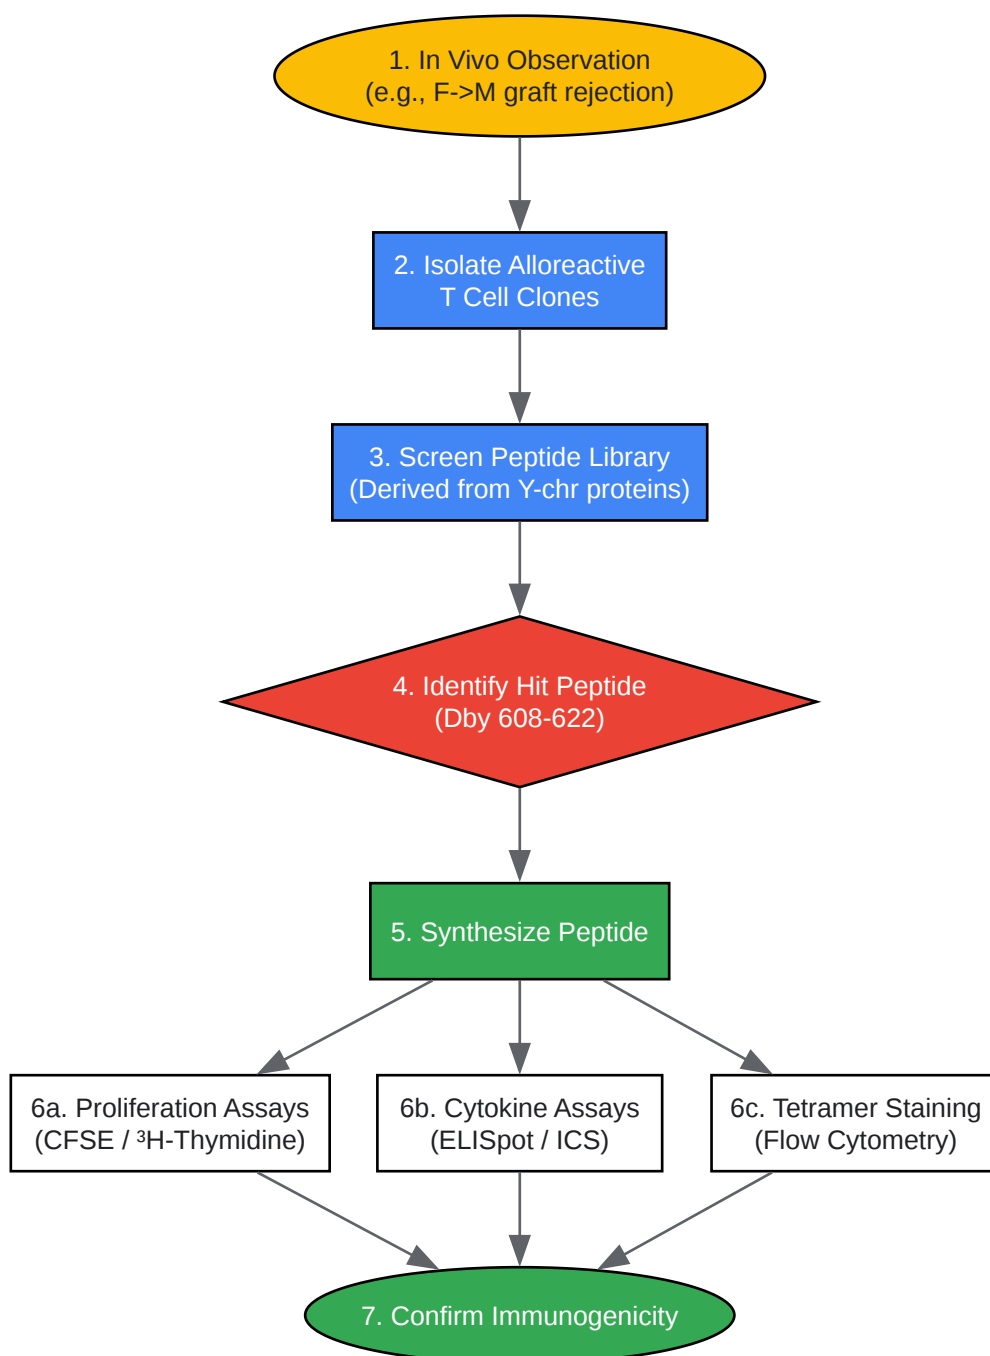 1. In Vivo Observation
(e.g., F->M graft rejection)
2. Isolate Alloreactive
T Cell Clones
3. Screen Peptide Library
(Derived from Y-chr proteins)
4. Identify Hit Peptide
(Dby 608-622)
5. Synthesize Peptide
6a. Proliferation Assays
(CFSE / ³H-Thymidine)
6b. Cytokine Assays
(ELISpot / ICS)
6c. Tetramer Staining
(Flow Cytometry)
7. Confirm Immunogenicity